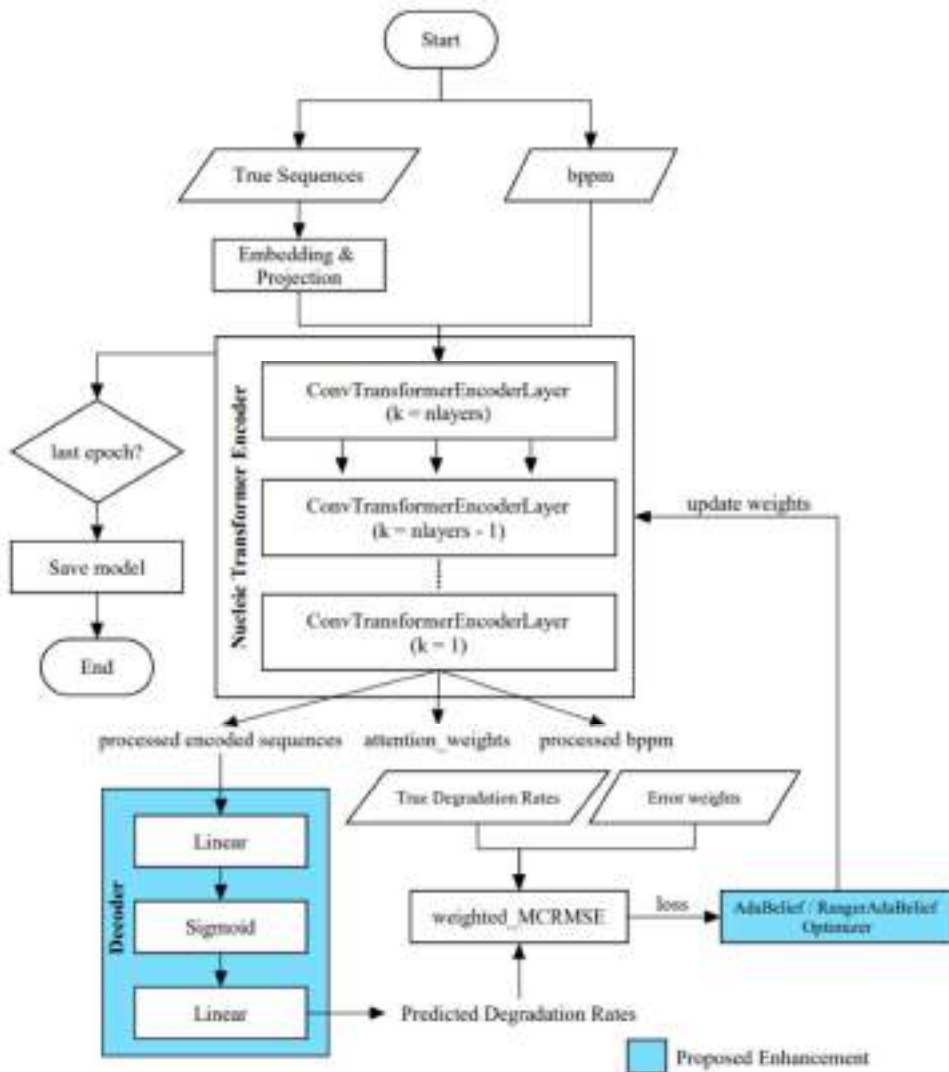 Start
True Sequences
bppm
Embedding &
Projection
Nucleic Transformer Encoder
ConvTransformerEncoderLayer
(k = nlayers)
last epoch?
ConvTransformerEncoderLayer
(k = nlayers - 1)
update weights
Save model
ConvTransformerEncoderLayer
(k = 1)
End
processed encoded sequences
attention_weights
processed bppm
True Degradation Rates
Error weights
Decoder
Linear
Sigmoid
Linear
weighted_MCRMSE
loss
AdaBelief / RangerAdaBelief
Optimizer
Predicted Degradation Rates
Proposed Enhancement